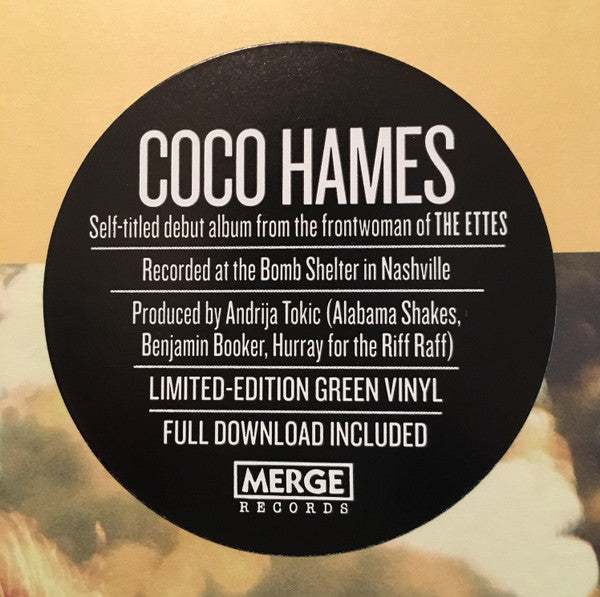 COCO HAMES
Self-titled debut album from the frontwoman of THE ETTES
Recorded at the Bomb Shelter in Nashville
Produced by Andrija Tokic (Alabama Shakes,
Benjamin Booker, Hurray for the Riff Raff)
LIMITED-EDITION GREEN VINYL
FULL DOWNLOAD INCLUDED
MERGE
RECORDS